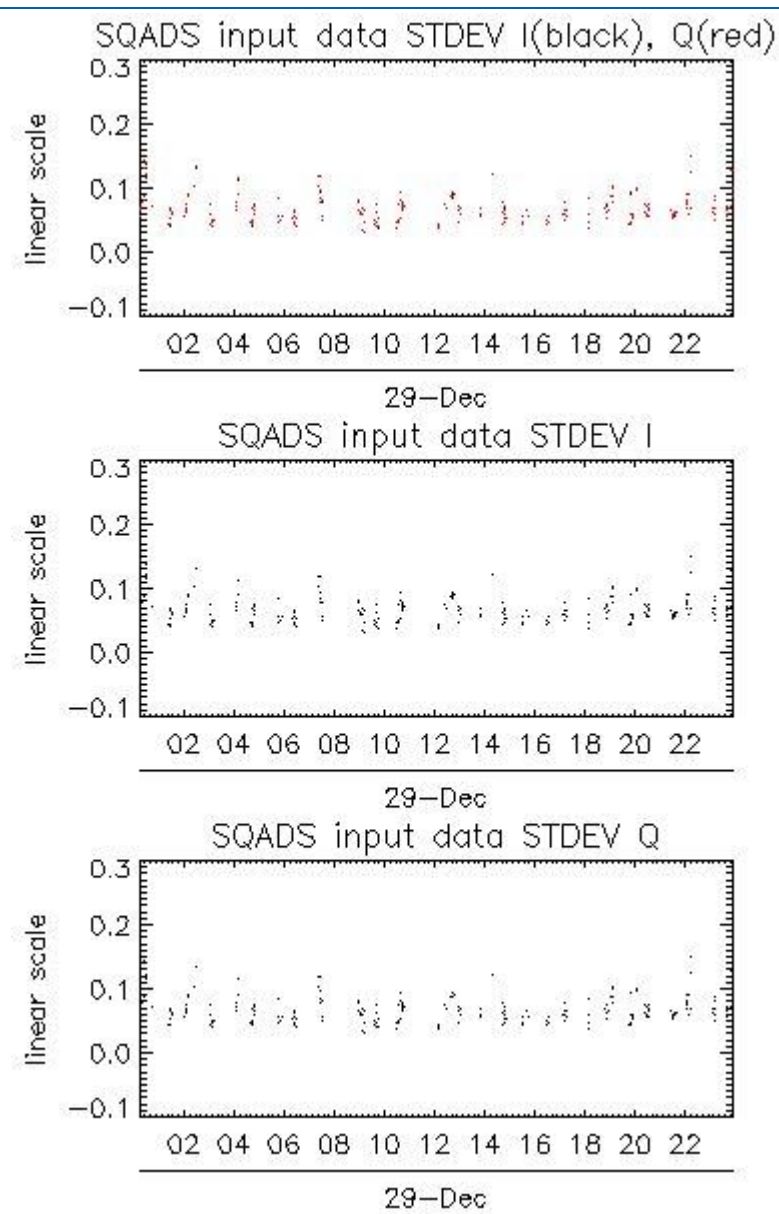 SQADS input data STDEV I(black), Q(red)
0.3
0.2
linear scale
0.1
0.0
−0.1
02 04 06 08 10 12 14 16 18 20 22
29−Dec
SQADS input data STDEV I
0.3
0.2
linear scale
0.1
0.0
−0.1
02 04 06 08 10 12 14 16 18 20 22
29−Dec
SQADS input data STDEV Q
0.3
0.2
linear scale
0.1
0.0
−0.1
02 04 06 08 10 12 14 16 18 20 22
29−Dec